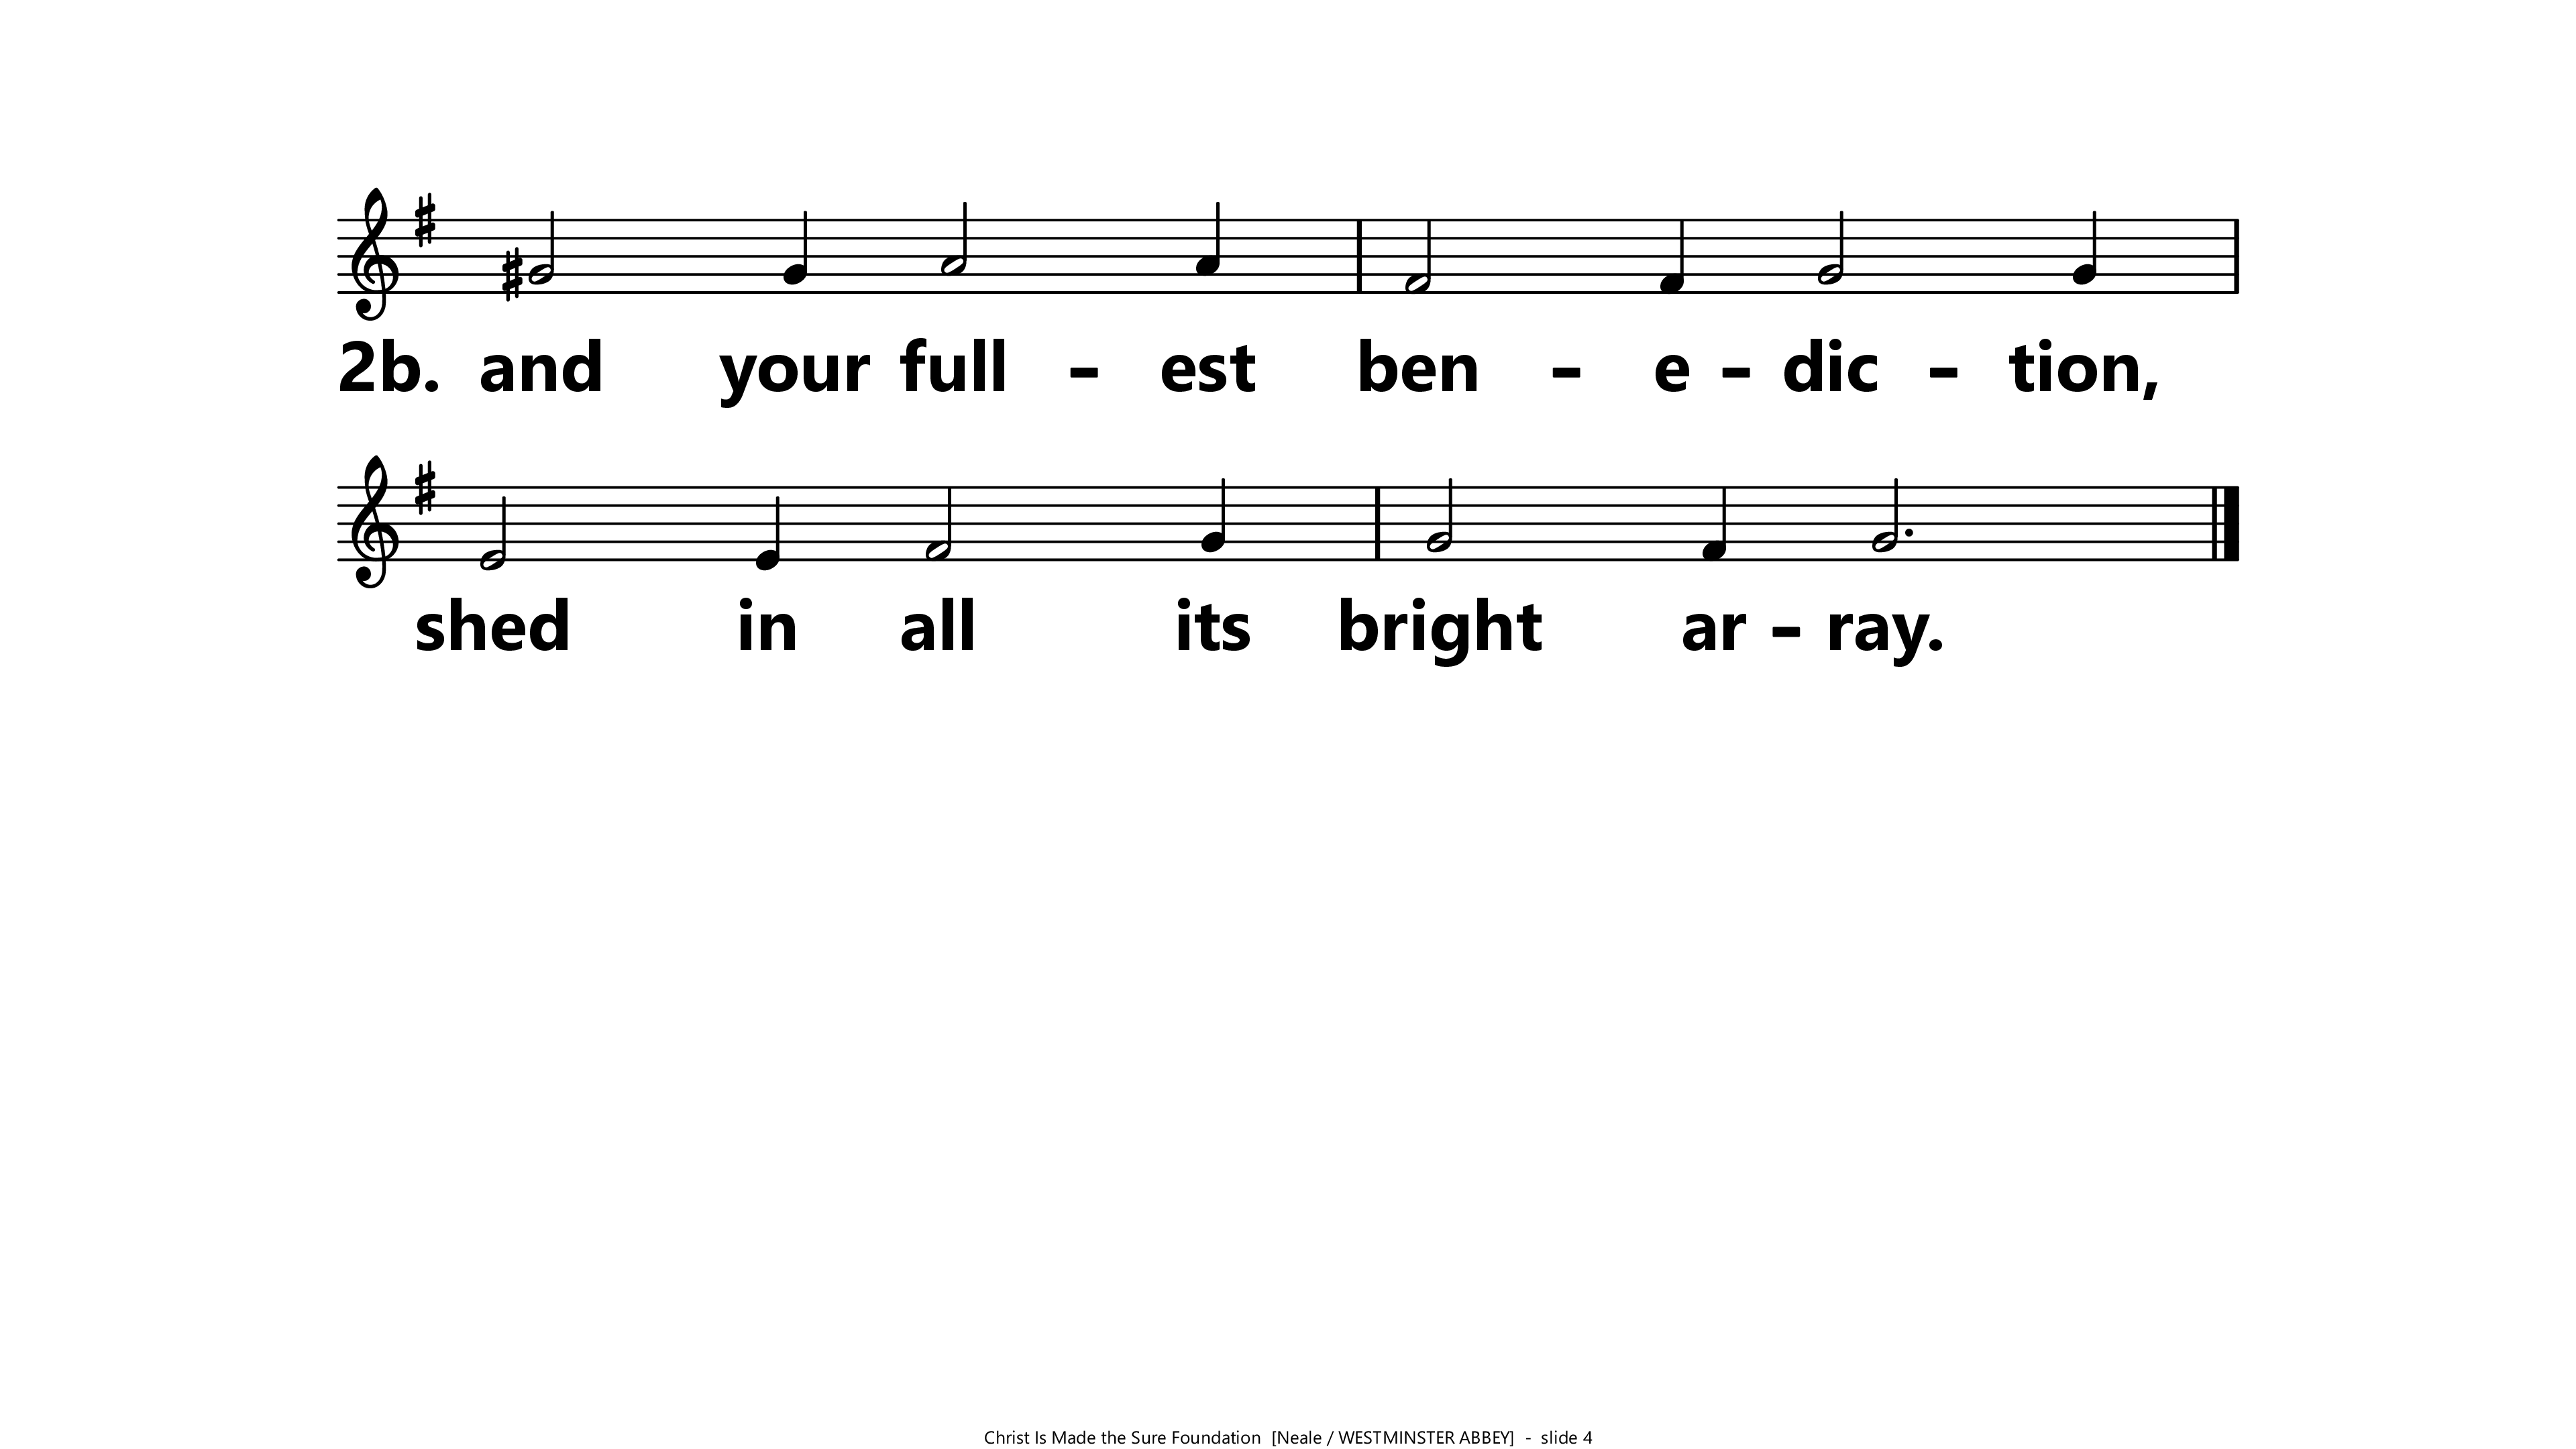 2b. and your full - est ben - e - dic - tion,
shed in all its bright ar - ray.
Christ Is Made the Sure Foundation [Neale / WESTMINSTER ABBEY] - slide 4